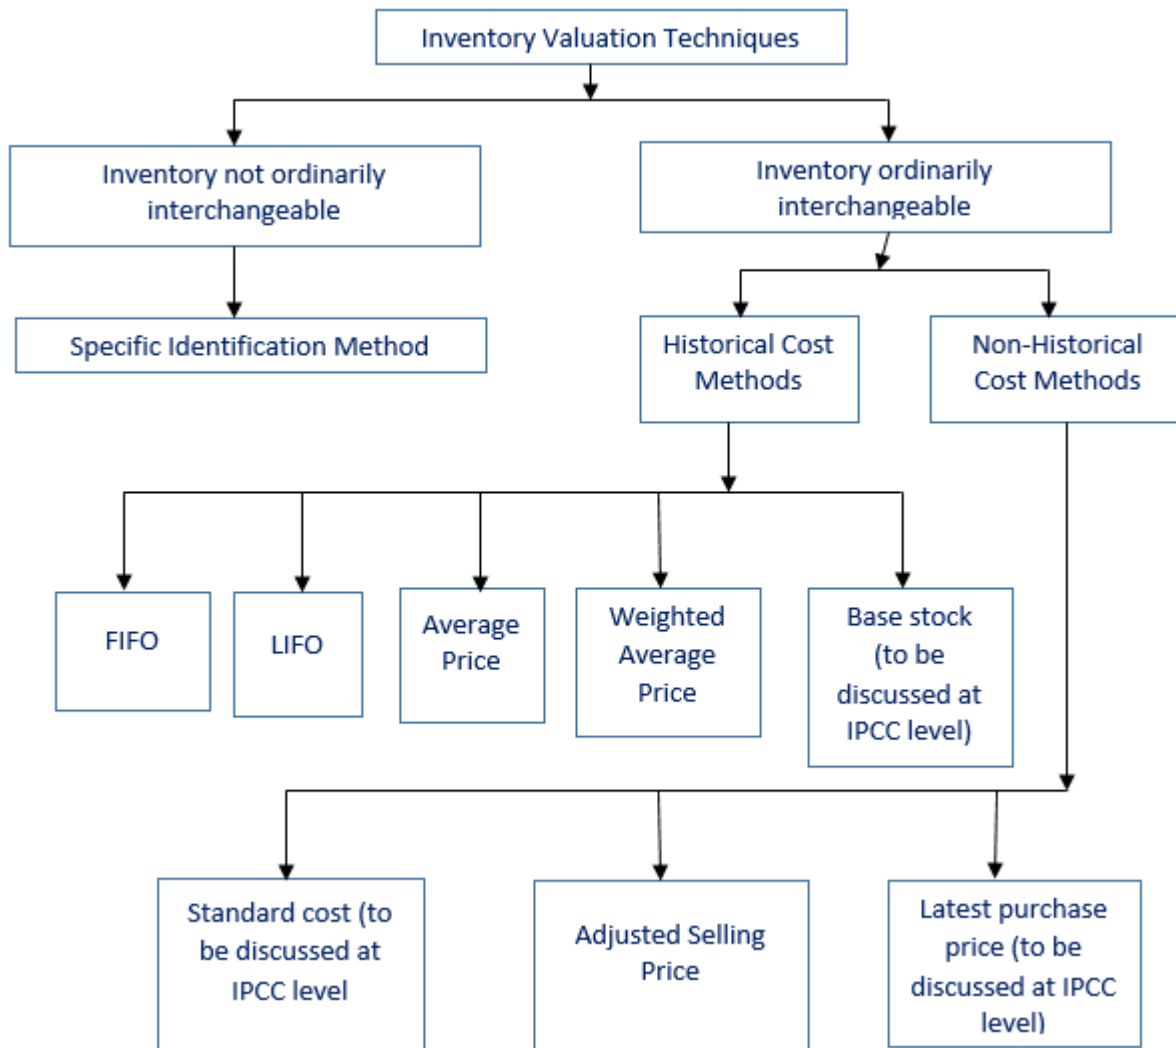 Inventory Valuation Techniques
Inventory not ordinarily
interchangeable
Inventory ordinarily
interchangeable
Specific Identification Method
Historical Cost
Methods
Non-Historical
Cost Methods
FIFO
LIFO
Average
Price
Weighted
Average
Price
Base stock
(to be
discussed at
IPCC level)
Standard cost (to
be discussed at
IPCC level
Adjusted Selling
Price
Latest purchase
price (to be
discussed at IPCC
level)